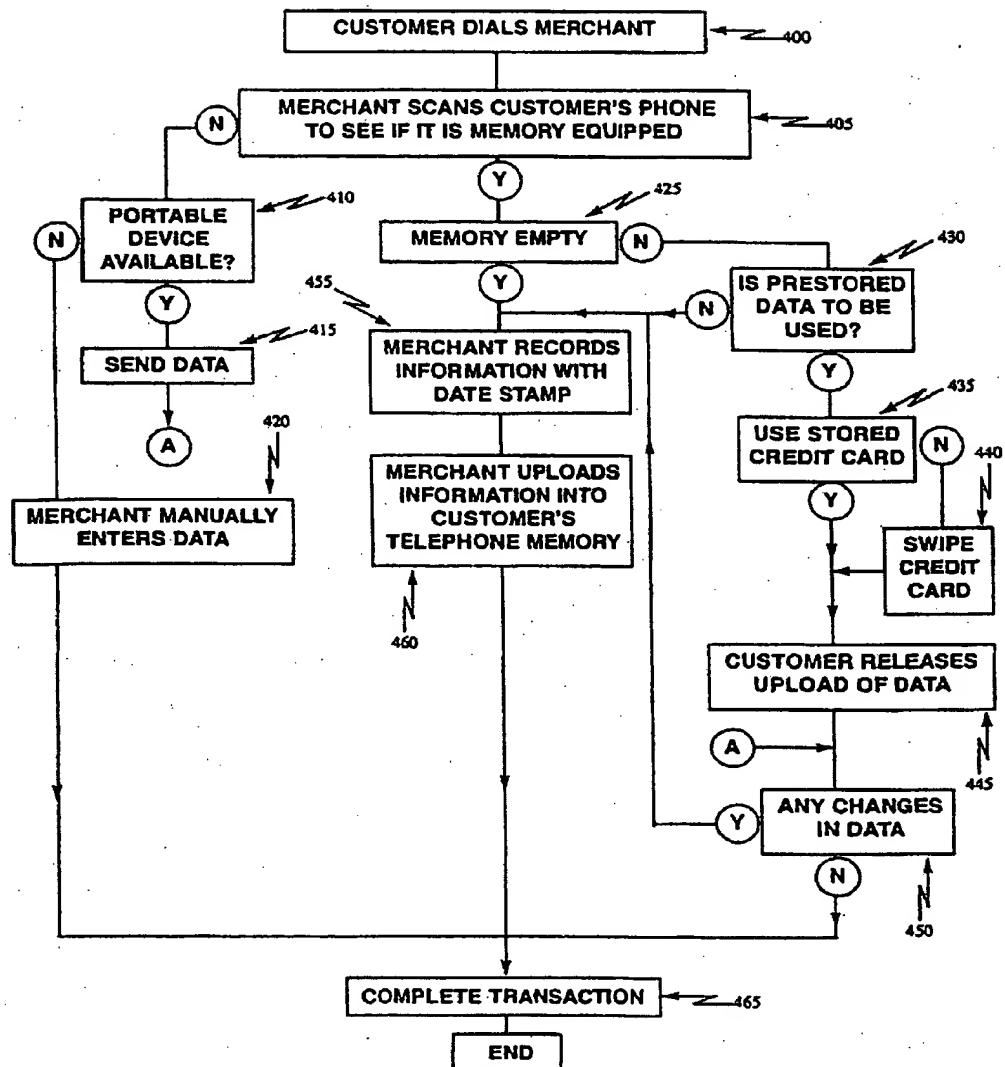 CUSTOMER DIALS MERCHANT
400
MERCHANT SCANS CUSTOMER'S PHONE
TO SEE IF IT IS MEMORY EQUIPPED
405
N
Y
410
PORTABLE
DEVICE
AVAILABLE?
N
Y
425
MEMORY EMPTY
N
Y
430
IS PRESTORED
DATA TO BE
USED?
N
Y
415
SEND DATA
A
455
MERCHANT RECORDS
INFORMATION WITH
DATE STAMP
435
USE STORED
CREDIT CARD
N
Y
440
SWIPE
CREDIT
CARD
420
MERCHANT MANUALLY
ENTERS DATA
MERCHANT UPLOADS
INFORMATION INTO
CUSTOMER'S
TELEPHONE MEMORY
460
CUSTOMER RELEASES
UPLOAD OF DATA
445
A
ANY CHANGES
IN DATA
Y
N
450
COMPLETE TRANSACTION
465
END